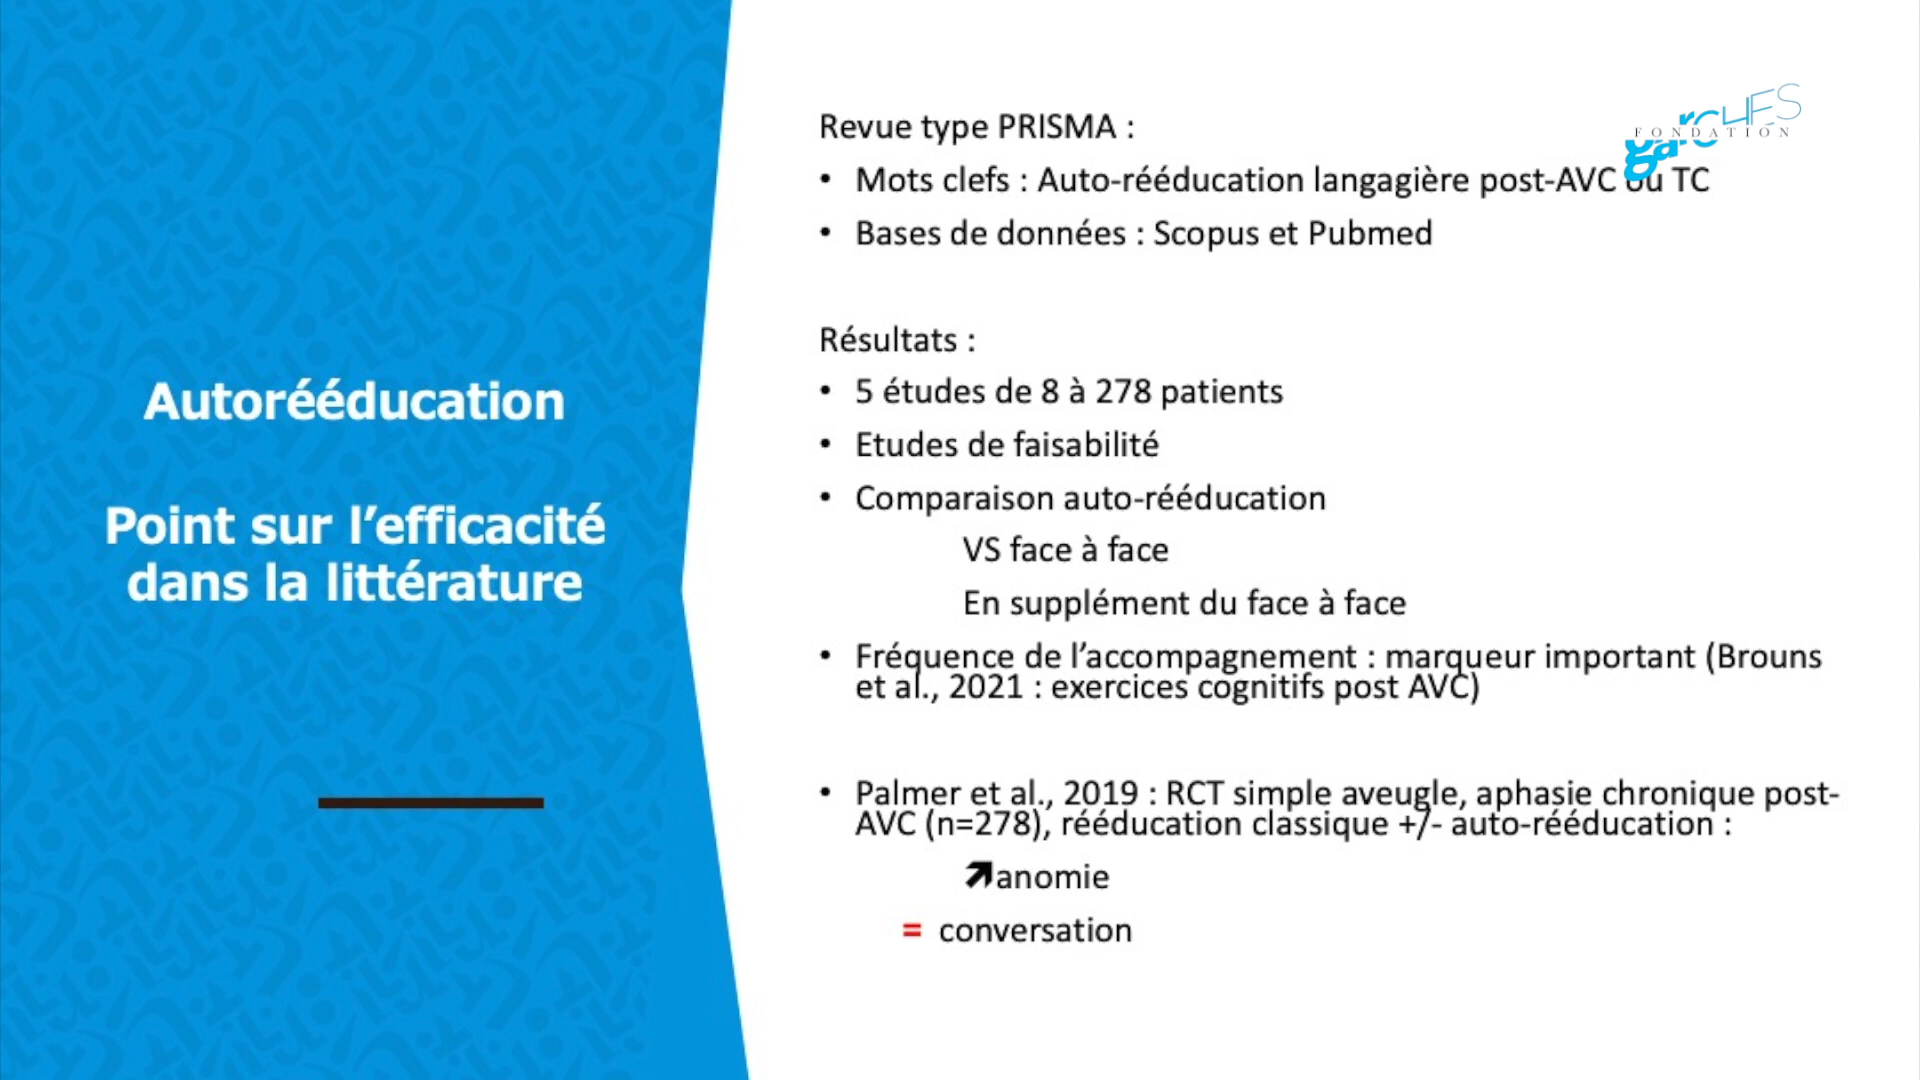 Autorééducation
Point sur l’efficacité
dans la littérature
garcHES
FONDATION
Revue type PRISMA :
• Mots clefs : Auto-rééducation langagière post-AVC ou TC
• Bases de données : Scopus et Pubmed
Résultats :
• 5 études de 8 à 278 patients
• Etudes de faisabilité
• Comparaison auto-rééducation
VS face à face
En supplément du face à face
• Fréquence de l’accompagnement : marqueur important (Brouns
et al., 2021 : exercices cognitifs post AVC)
• Palmer et al., 2019 : RCT simple aveugle, aphasie chronique post-
AVC (n=278), rééducation classique +/- auto-rééducation :
↗anomie
= conversation